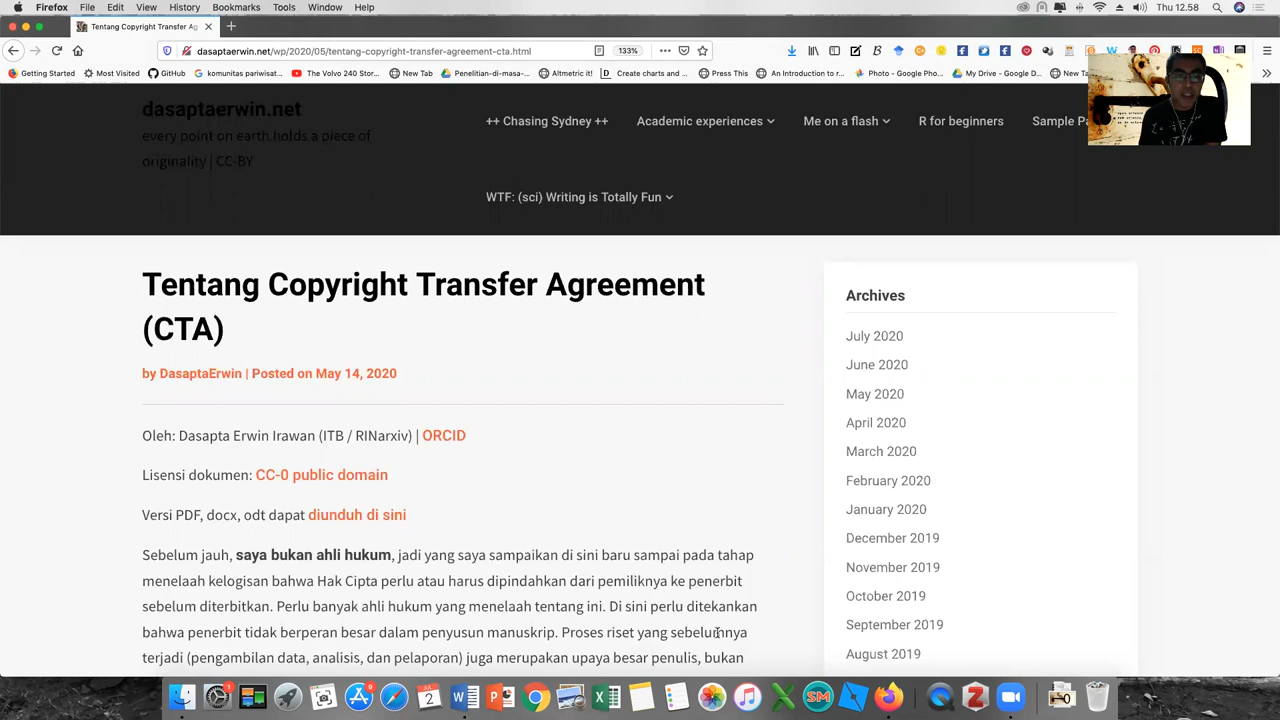 Firefox File Edit View History Bookmarks Tools Window Help Thu 12.58
Tentang Copyright Transfer Ag
dasaptaerwin.net/wp/2020/05/tentang-copyright-transfer-agreement-cta.html 133%
Getting Started Most Visited GitHub komunitas pariwisat... The Volvo 240 Stor... New Tab Penelitian-di-masa-... Altmetric it! Create charts and ... Press This An Introduction to r... Photo - Google Pho... My Drive - Google D... New Ta
dasaptaerwin.net
every point on earth holds a piece of
originality | CC-BY
++ Chasing Sydney ++ Academic experiences Me on a flash R for beginners Sample Pa
WTF: (sci) Writing is Totally Fun
Tentang Copyright Transfer Agreement
(CTA)
by DasaptaErwin | Posted on May 14, 2020
Oleh: Dasapta Erwin Irawan (ITB / RINarxiv) | ORCID
Lisensi dokumen: CC-0 public domain
Versi PDF, docx, odt dapat diunduh di sini
Sebelum jauh, saya bukan ahli hukum, jadi yang saya sampaikan di sini baru sampai pada tahap
menelaah kelogisan bahwa Hak Cipta perlu atau harus dipindahkan dari pemiliknya ke penerbit
sebelum diterbitkan. Perlu banyak ahli hukum yang menelaah tentang ini. Di sini perlu ditekankan
bahwa penerbit tidak berperan besar dalam penyusun manuskrip. Proses riset yang sebelumnya
terjadi (pengambilan data, analisis, dan pelaporan) juga merupakan upaya besar penulis, bukan
Archives
July 2020
June 2020
May 2020
April 2020
March 2020
February 2020
January 2020
December 2019
November 2019
October 2019
September 2019
August 2019